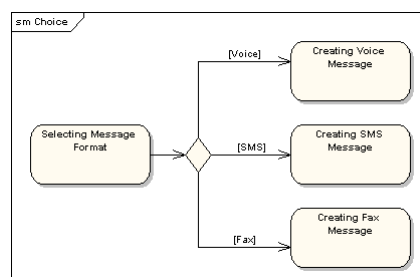 sm Choice
[Voice]
Creating Voice
Message
Selecting Message
Format
[SMS]
Creating SMS
Message
[Fax]
Creating Fax
Message